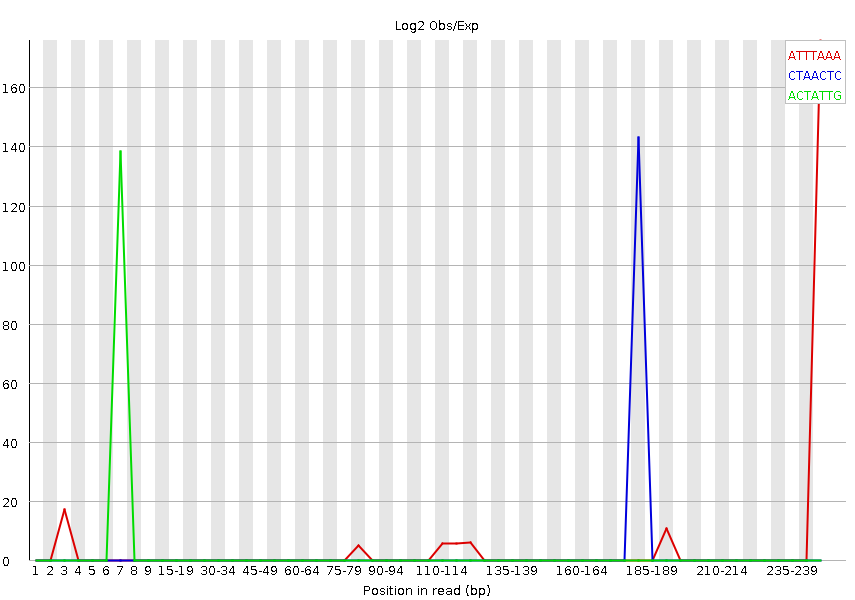 Log2 Obs/Exp
ATTTAAA
CTAACTC
ACTATTG
160
140
120
100
80
60
40
20
0
1 2 3 4 5 6 7 8 9 15-19 30-34 45-49 60-64 75-79 90-94 110-114 135-139 160-164 185-189 210-214 235-239
Position in read (bp)